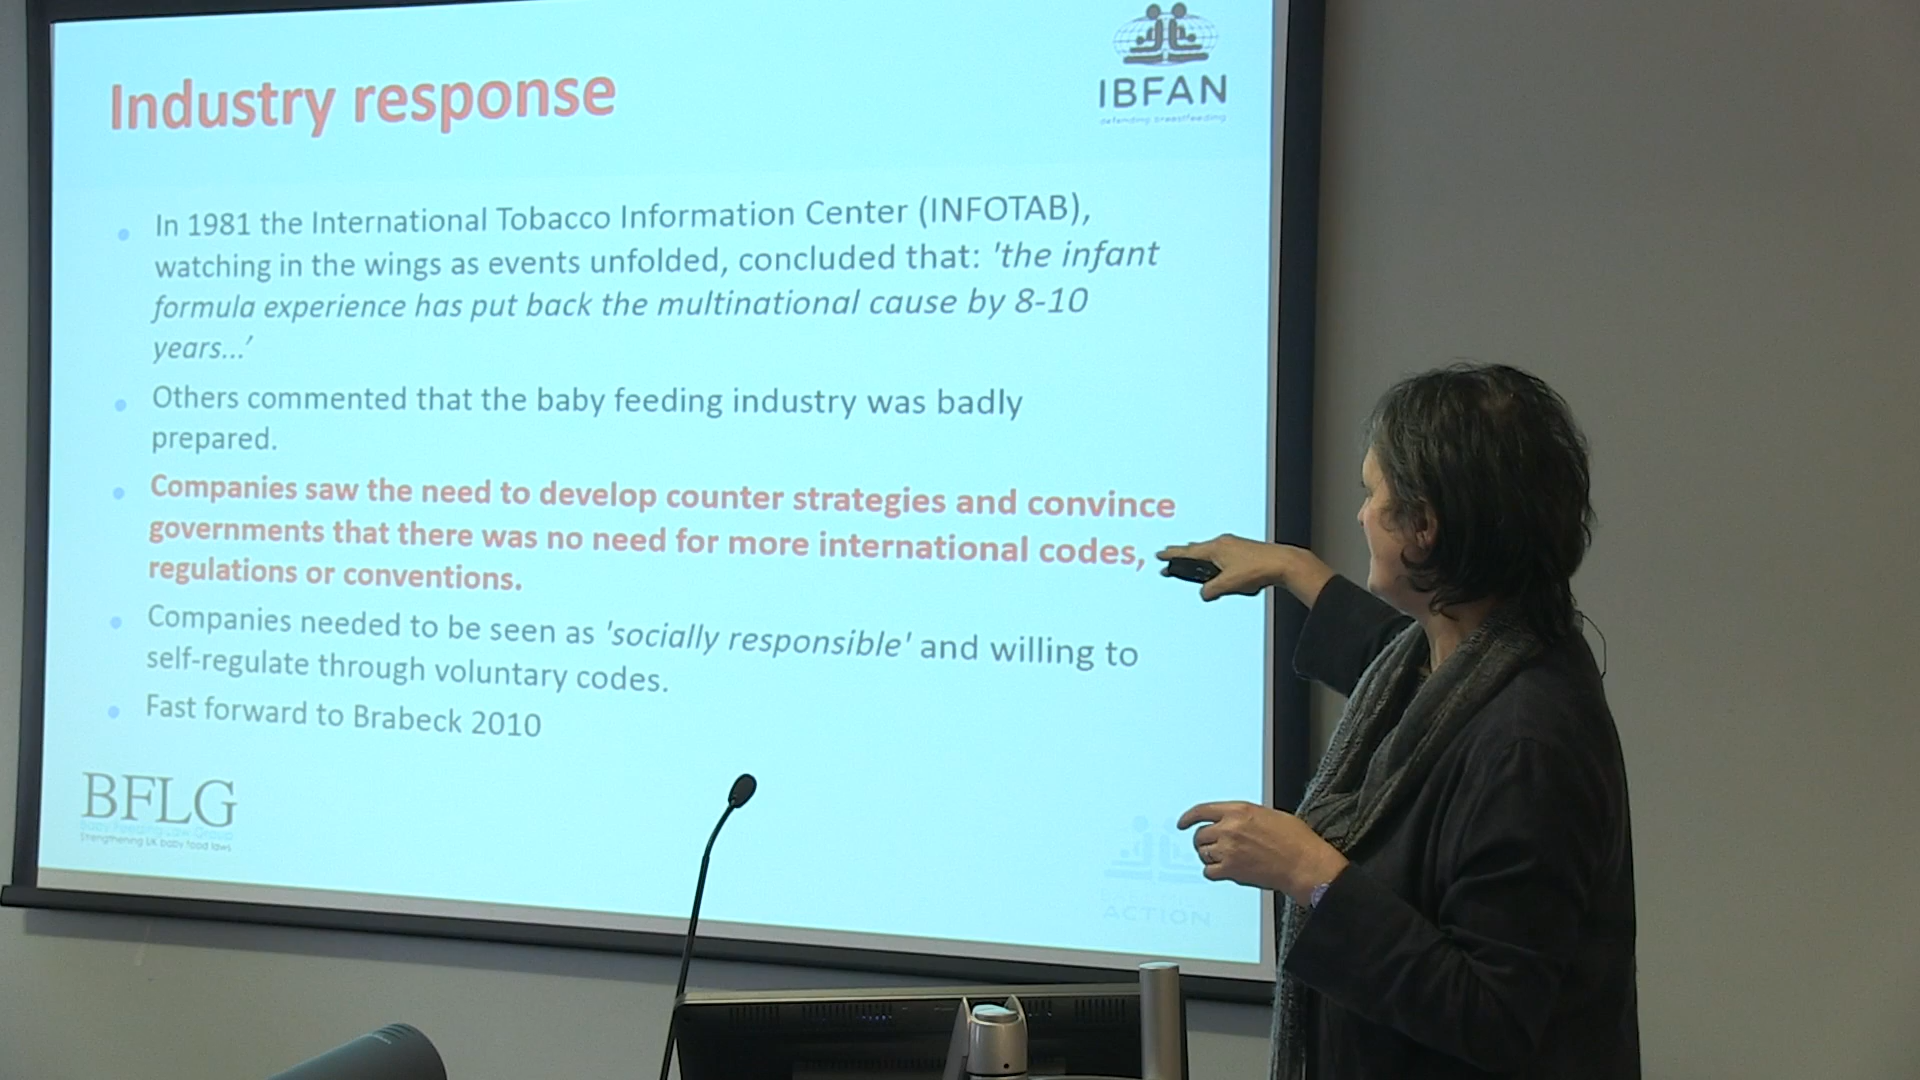 Industry response
IBFAN
defending breastfeeding
In 1981 the International Tobacco Information Center (INFOTAB),
watching in the wings as events unfolded, concluded that: 'the infant
formula experience has put back the multinational cause by 8-10
years...'
Others commented that the baby feeding industry was badly
prepared.
Companies saw the need to develop counter strategies and convince
governments that there was no need for more international codes,
regulations or conventions.
Companies needed to be seen as 'socially responsible' and willing to
self-regulate through voluntary codes.
Fast forward to Brabeck 2010
BFLG
Baby Feeding Law Group
Strengthening UK baby food laws
ACTION